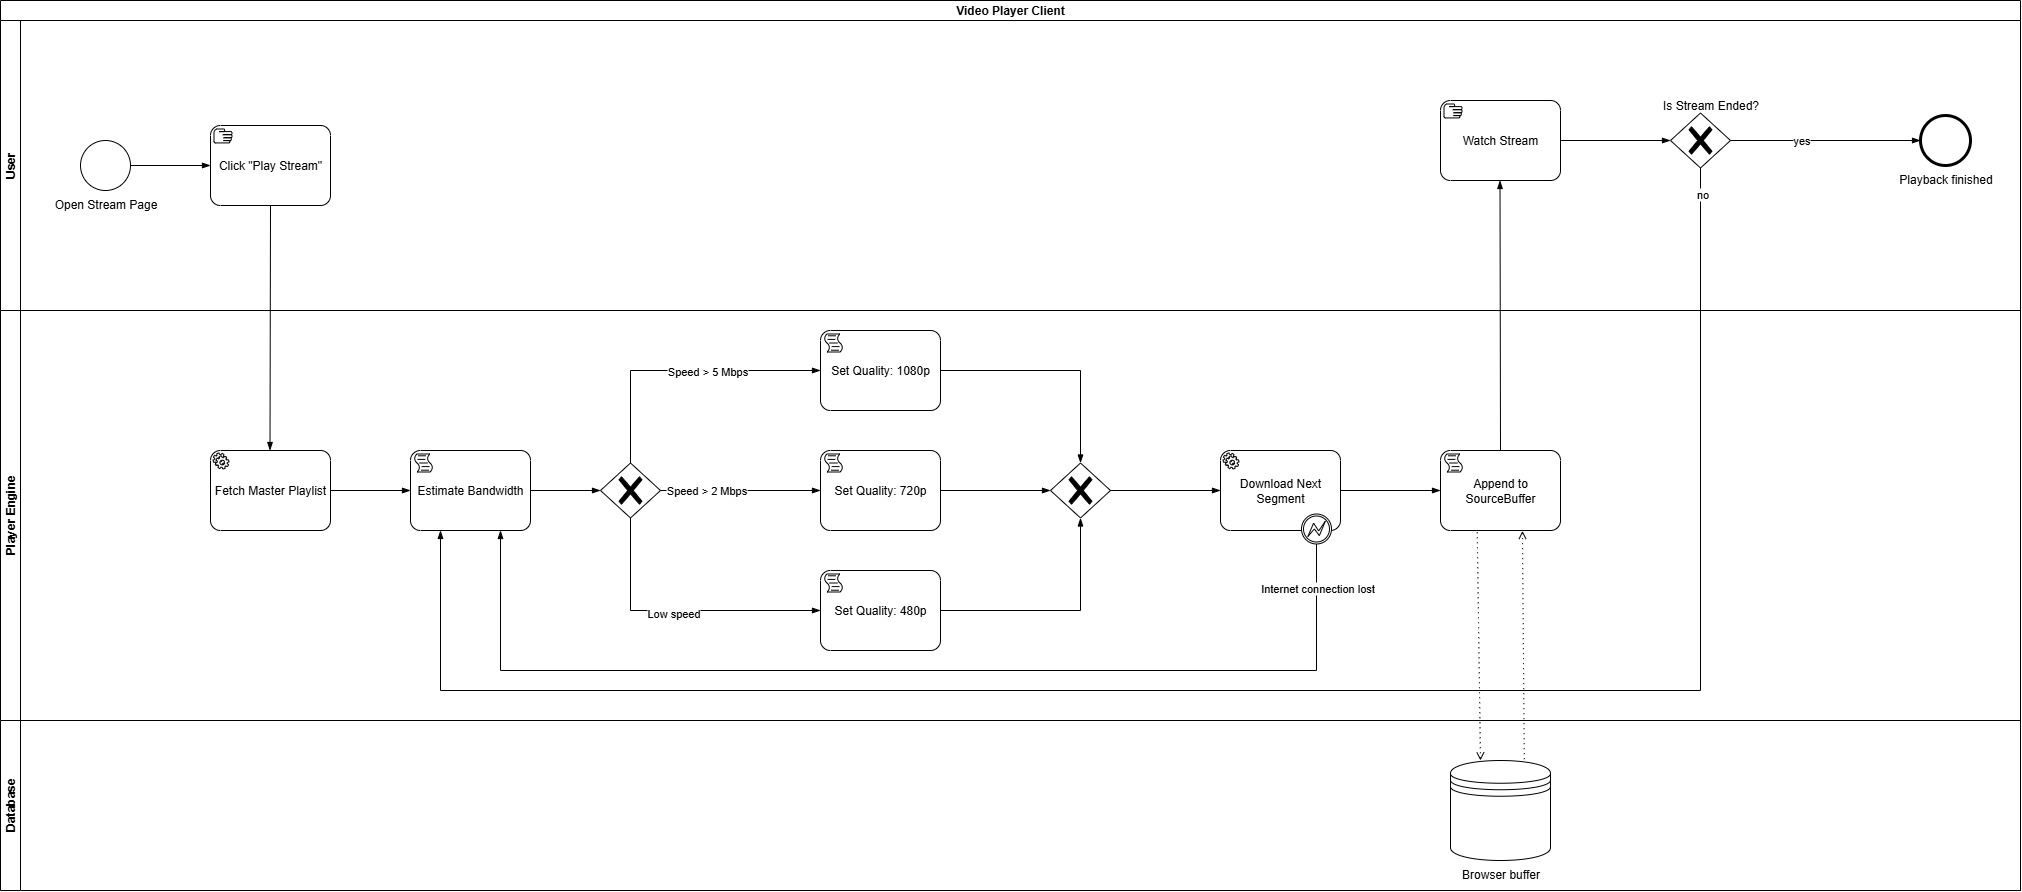 Video Player Client
User
Open Stream Page
Click "Play Stream"
Watch Stream
Is Stream Ended?
yes
no
Playback finished
Player Engine
Fetch Master Playlist
Estimate Bandwidth
Speed > 5 Mbps
Speed > 2 Mbps
Low speed
Set Quality: 1080p
Set Quality: 720p
Set Quality: 480p
Download Next
Segment
Internet connection lost
Append to
SourceBuffer
Database
Browser buffer